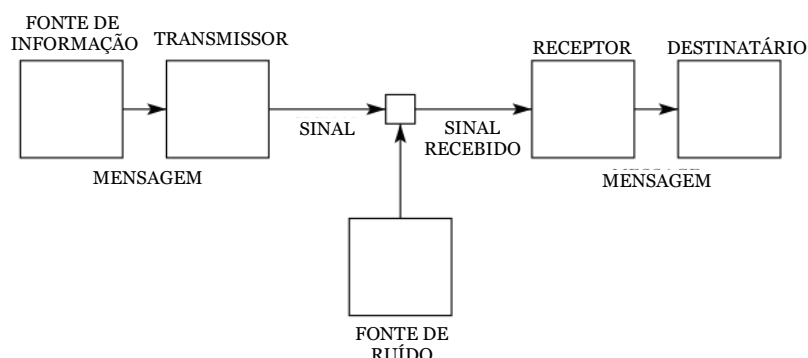 FONTE DE
INFORMAÇÃO
TRANSMISSOR
RECEPTOR
DESTINATÁRIO
SINAL
SINAL
RECEBIDO
MENSAGEM
MENSAGEM
FONTE DE
RUÍDO